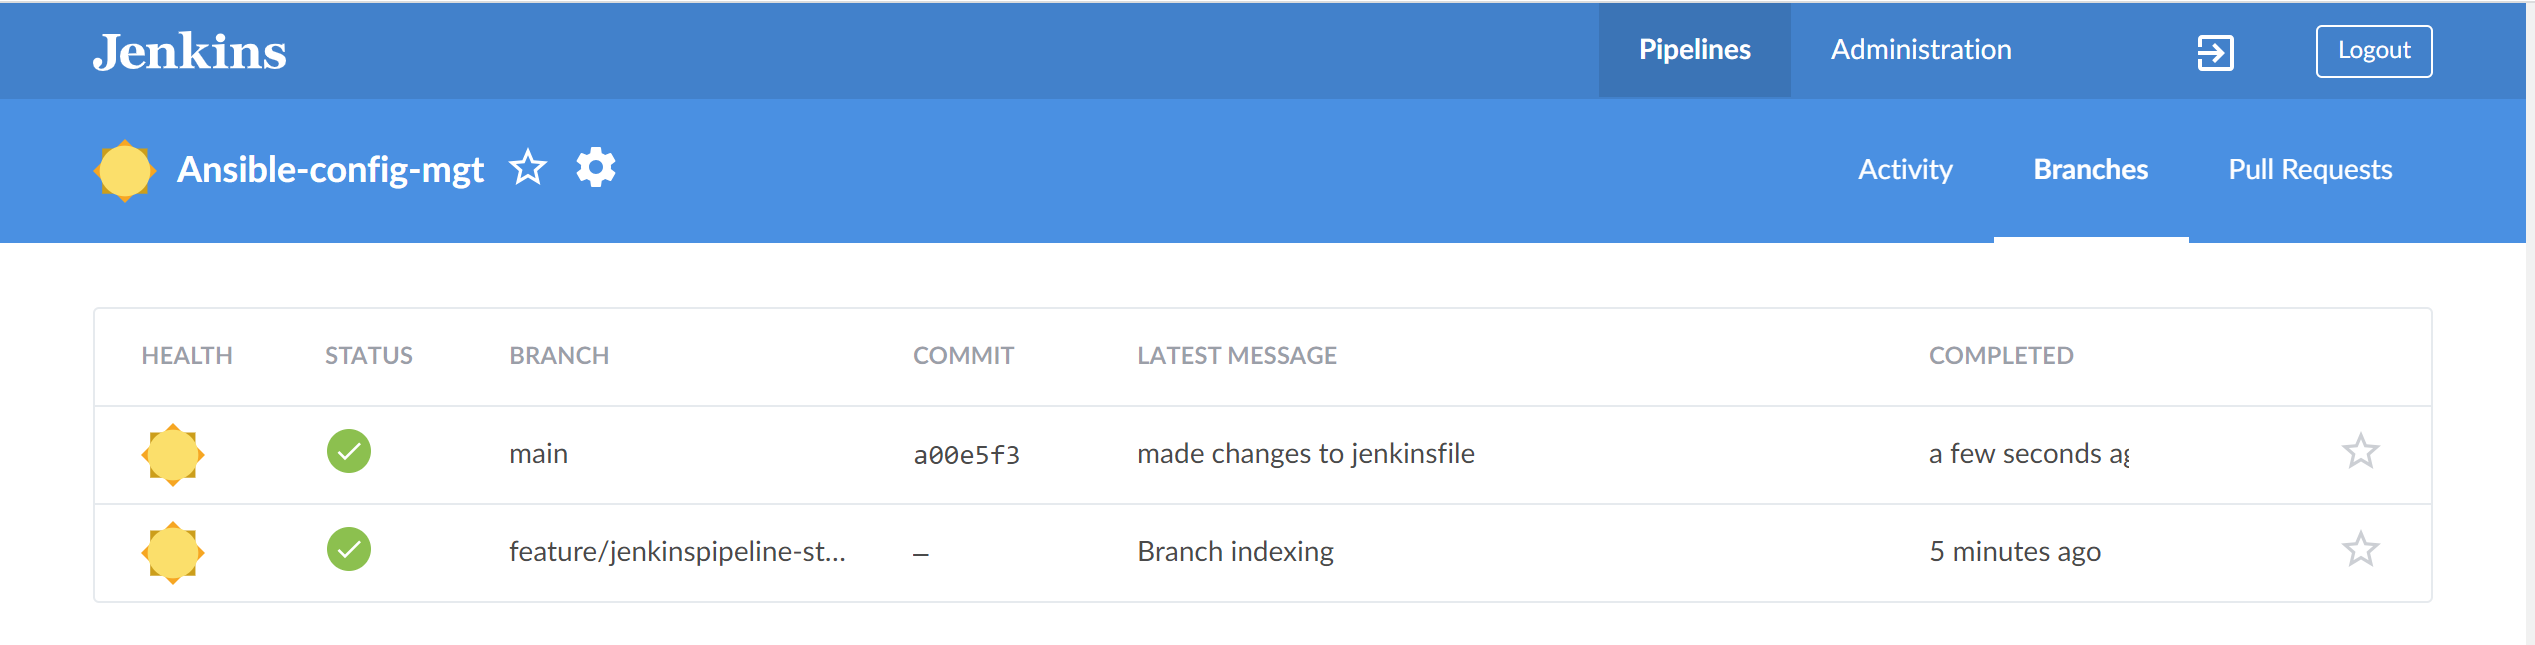 Jenkins Pipelines Administration Logout
Ansible-config-mgt Activity Branches Pull Requests
HEALTH STATUS BRANCH COMMIT LATEST MESSAGE COMPLETED
main a00e5f3 made changes to jenkinsfile a few seconds ag
feature/jenkinspipeline-st... – Branch indexing 5 minutes ago